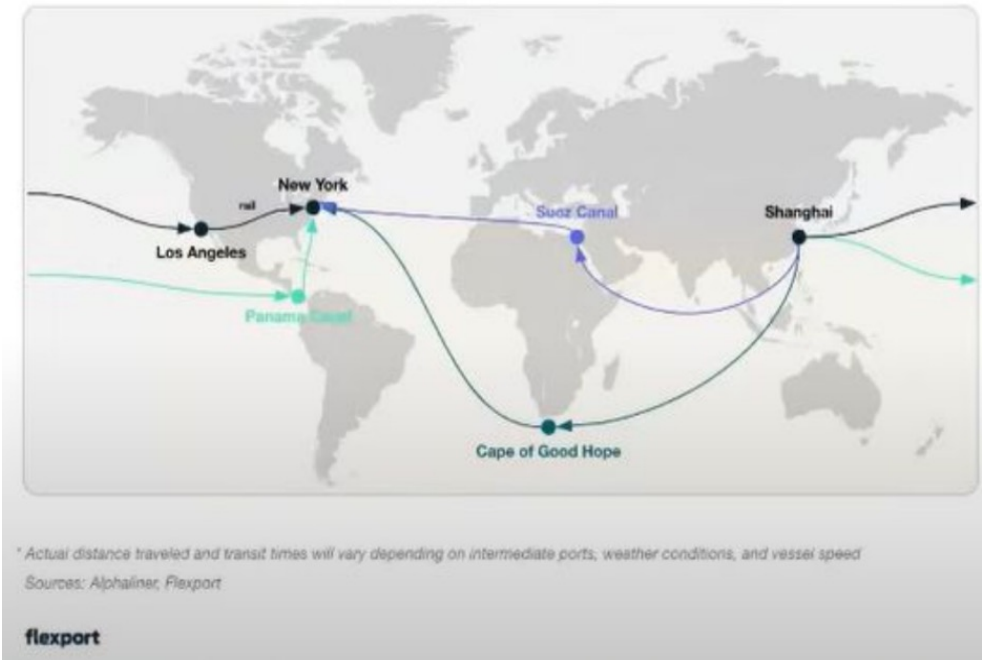 New York
rail
Suez Canal
Shanghai
Los Angeles
Panama Canal
Cape of Good Hope
* Actual distance traveled and transit times will vary depending on intermediate ports, weather conditions, and vessel speed
Sources: Alphaliner, Flexport
flexport